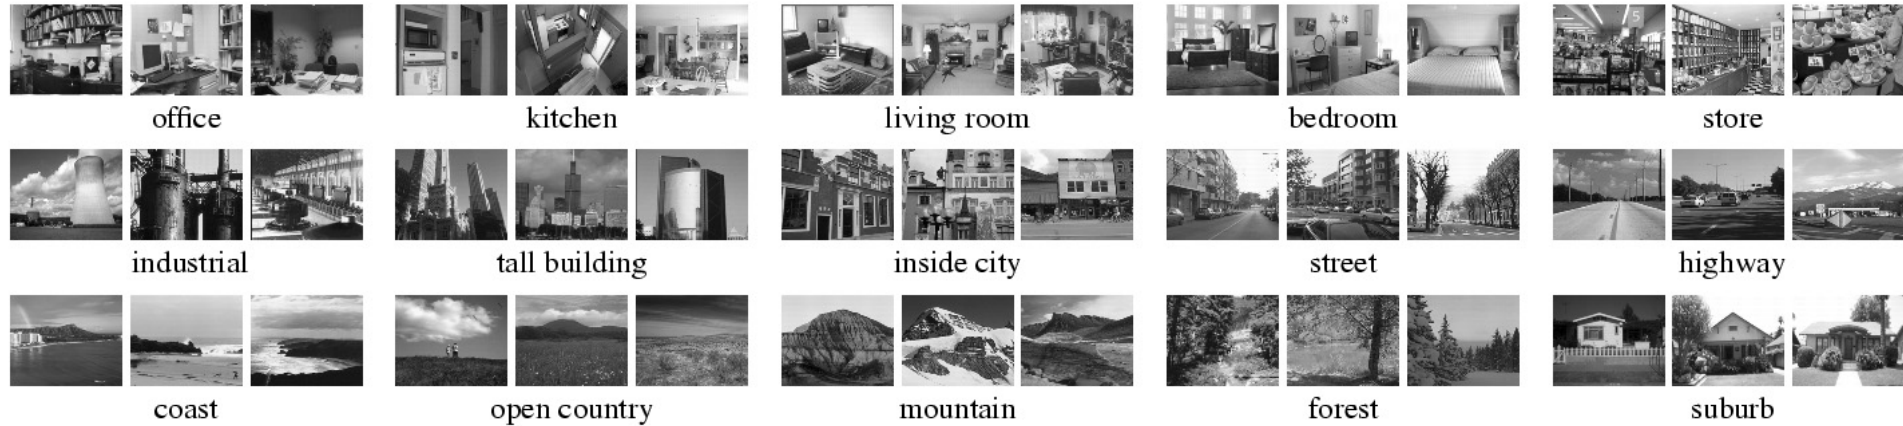 office
kitchen
living room
bedroom
store
5
industrial
tall building
inside city
street
highway
coast
open country
mountain
forest
suburb